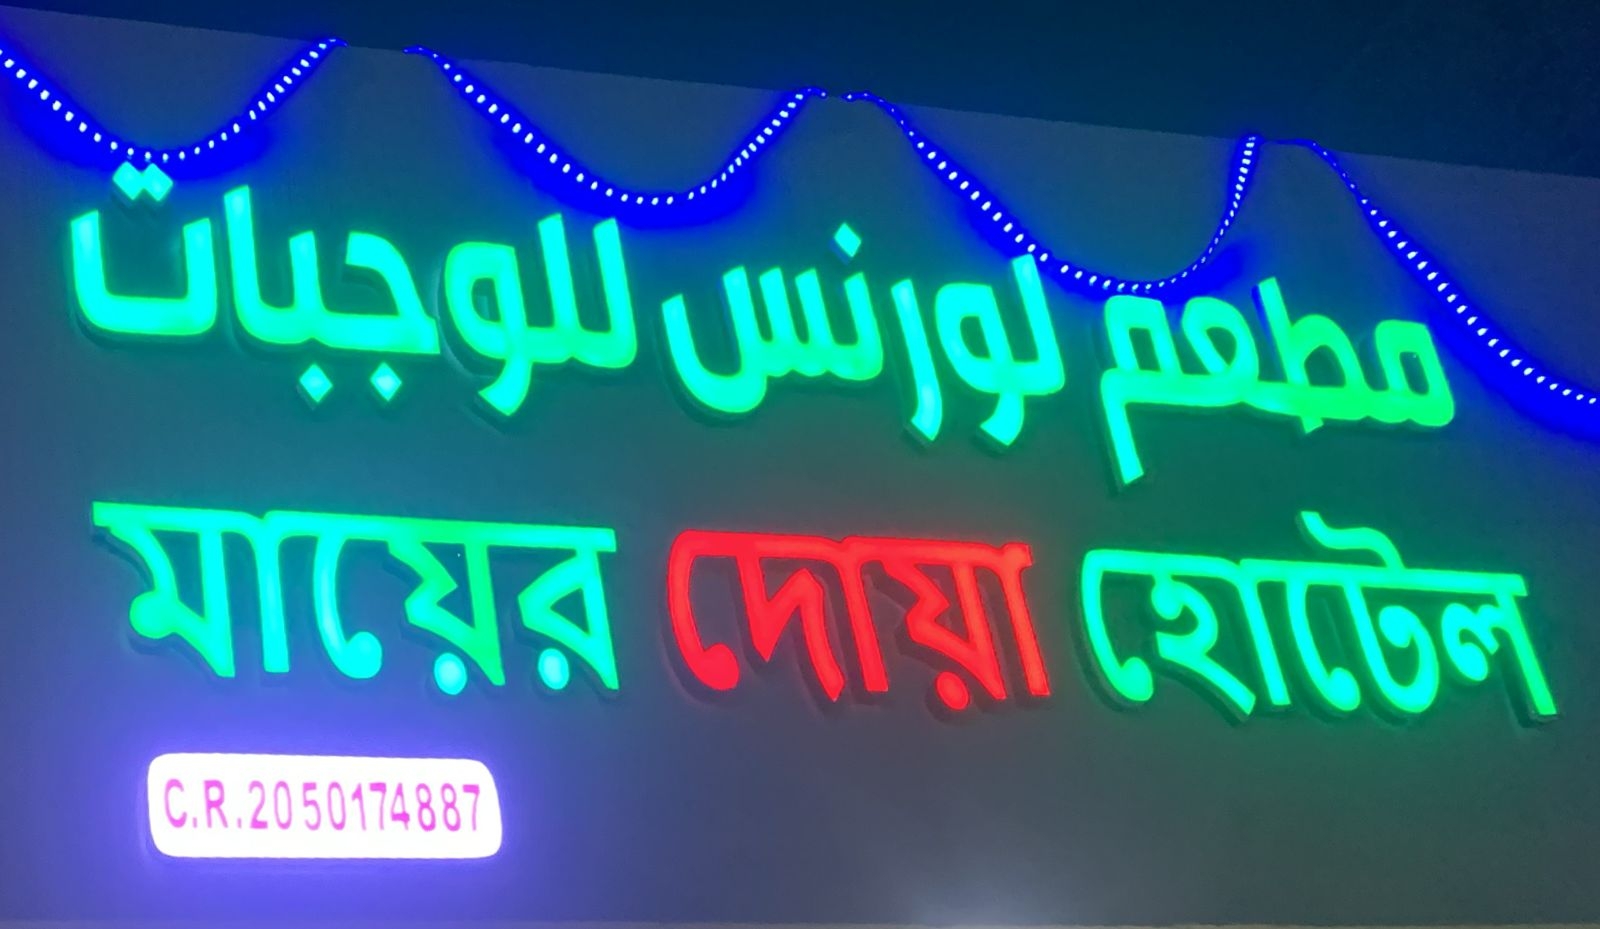 مطعم لورنس للوجبات
মায়ের দোয়া হোটেল
C.R.2050174887